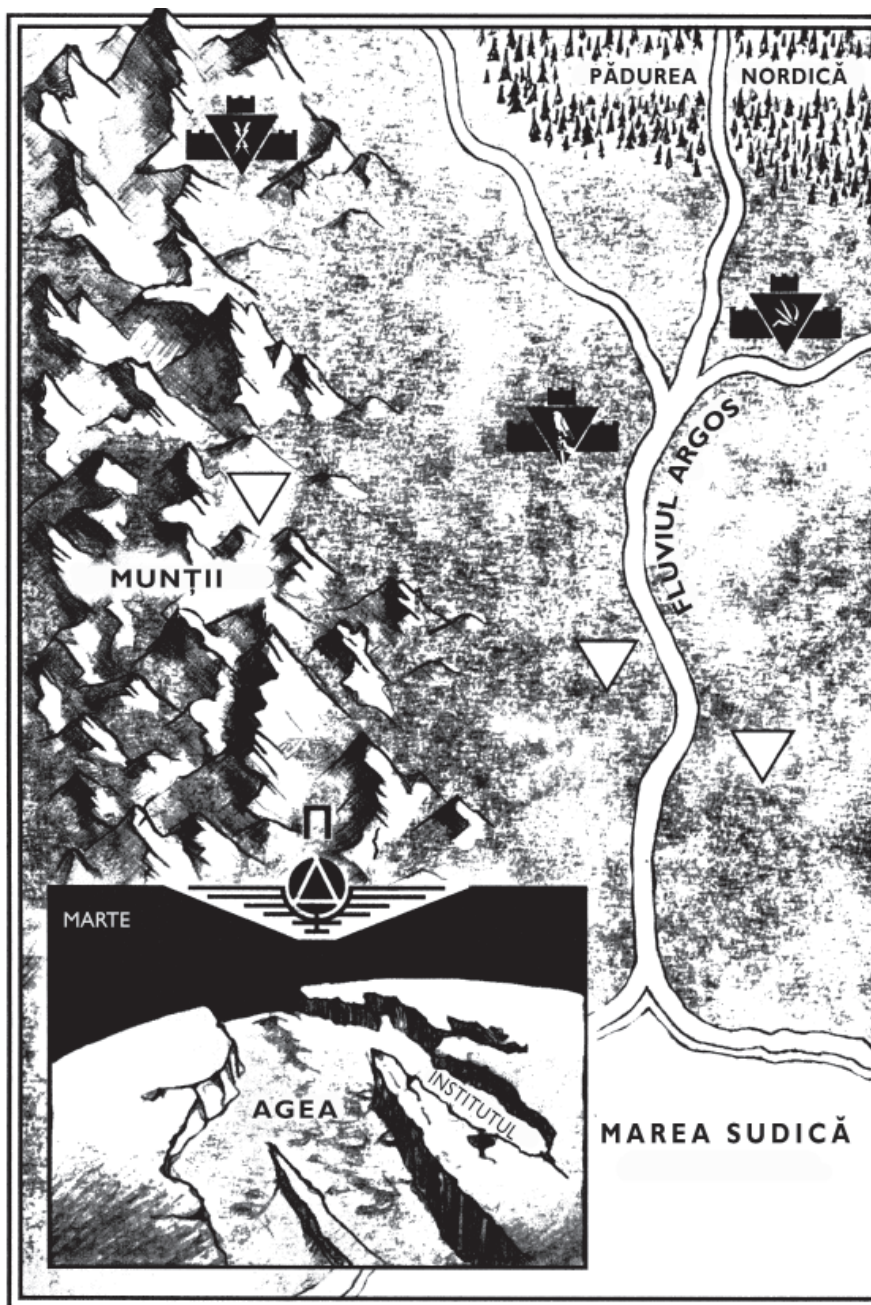 PĂDUREA NORDICĂ
FLUVIUL ARGOS
MUNȚII
Π
MARTE
AGEA
INSTITUTUL
MAREA SUDICĂ